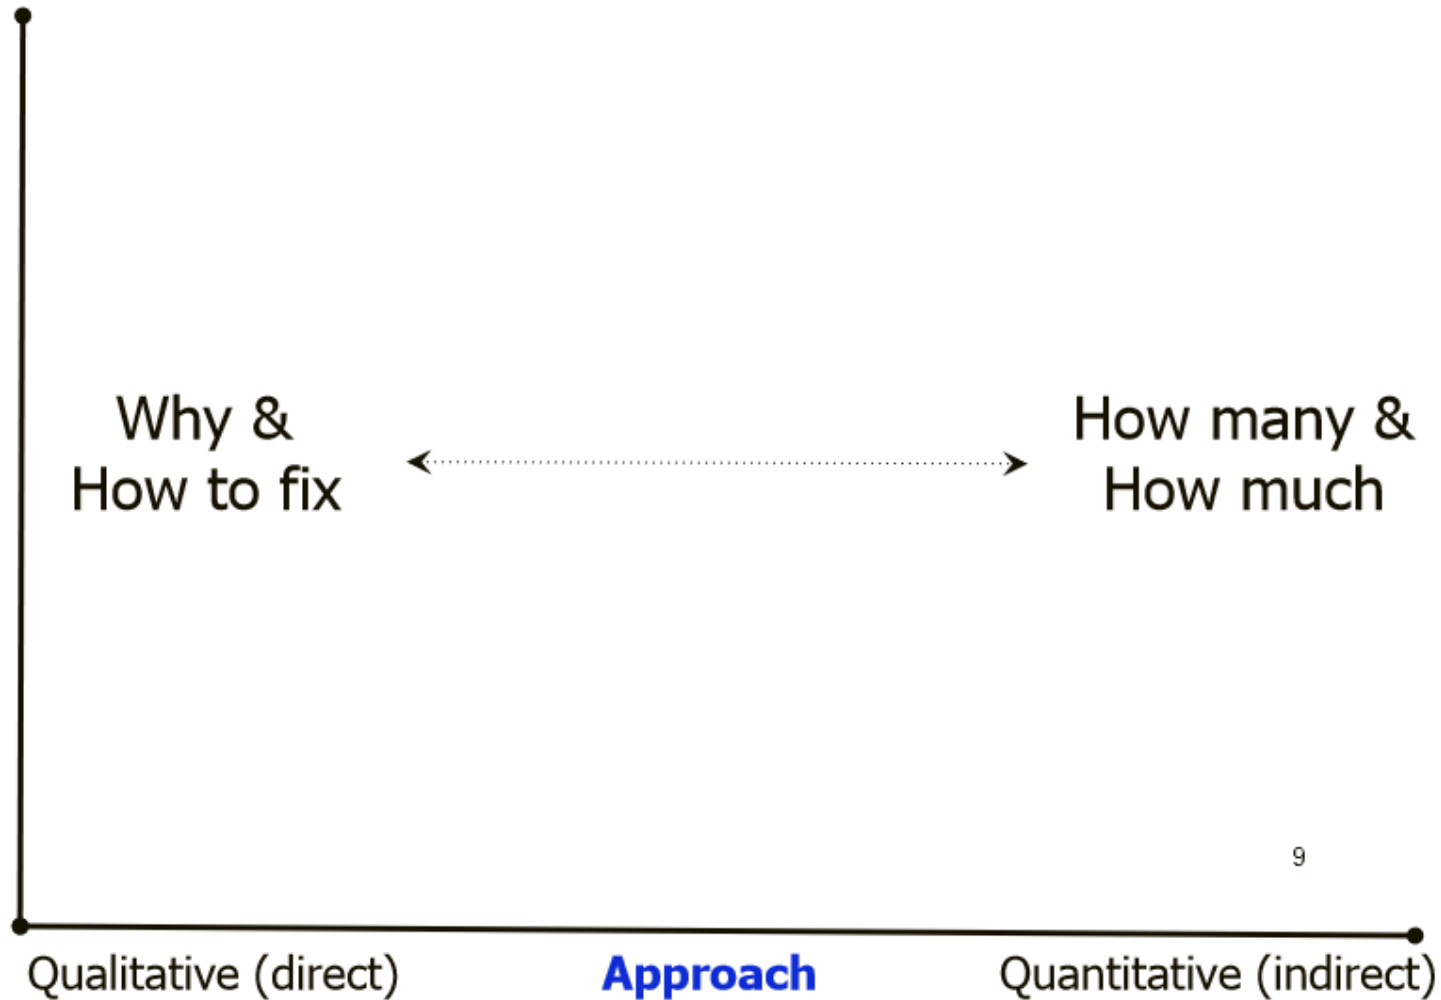 Why &
How to fix
How many &
How much
9
Qualitative (direct)
Approach
Quantitative (indirect)